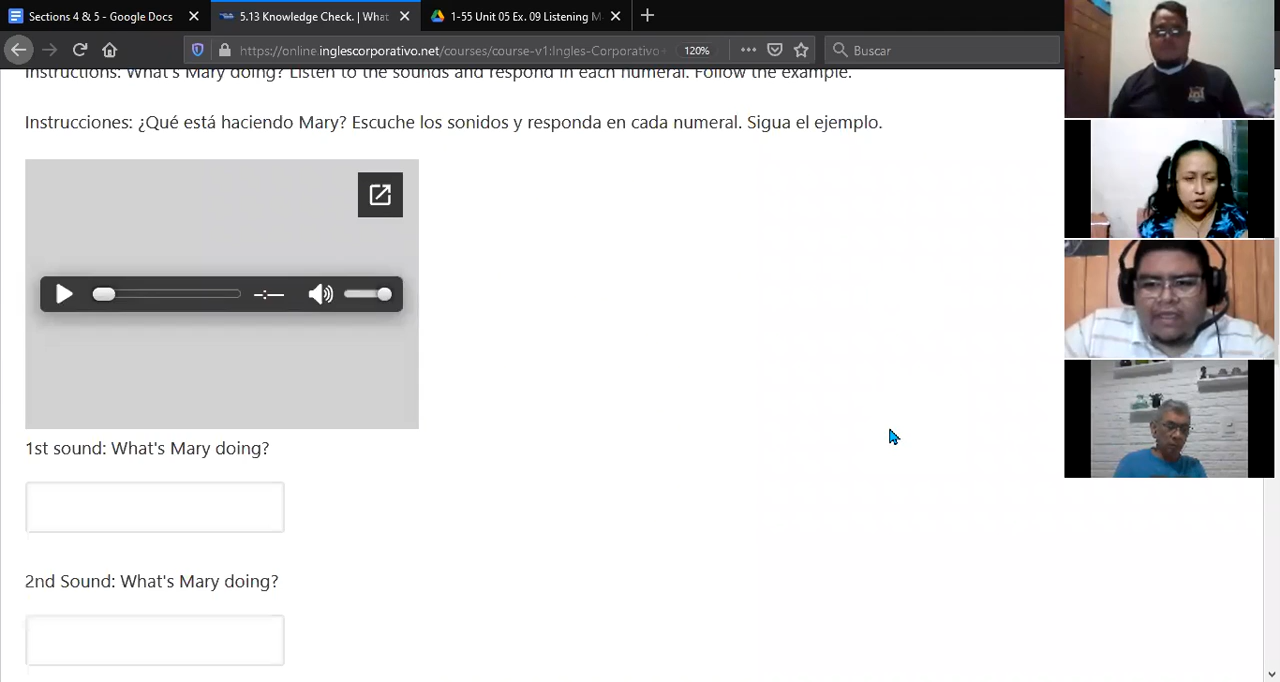 Sections 4 & 5 - Google Docs
5.13 Knowledge Check. | What
1-55 Unit 05 Ex. 09 Listening M
https://online.inglescorporativo.net/courses/course-v1:Ingles-Corporativo
120%
Buscar
Instructions: What's Mary doing? Listen to the sounds and respond in each numeral. Follow the example.
Instrucciones: ¿Qué está haciendo Mary? Escuche los sonidos y responda en cada numeral. Sigua el ejemplo.
--:--
1st sound: What's Mary doing?
2nd Sound: What's Mary doing?